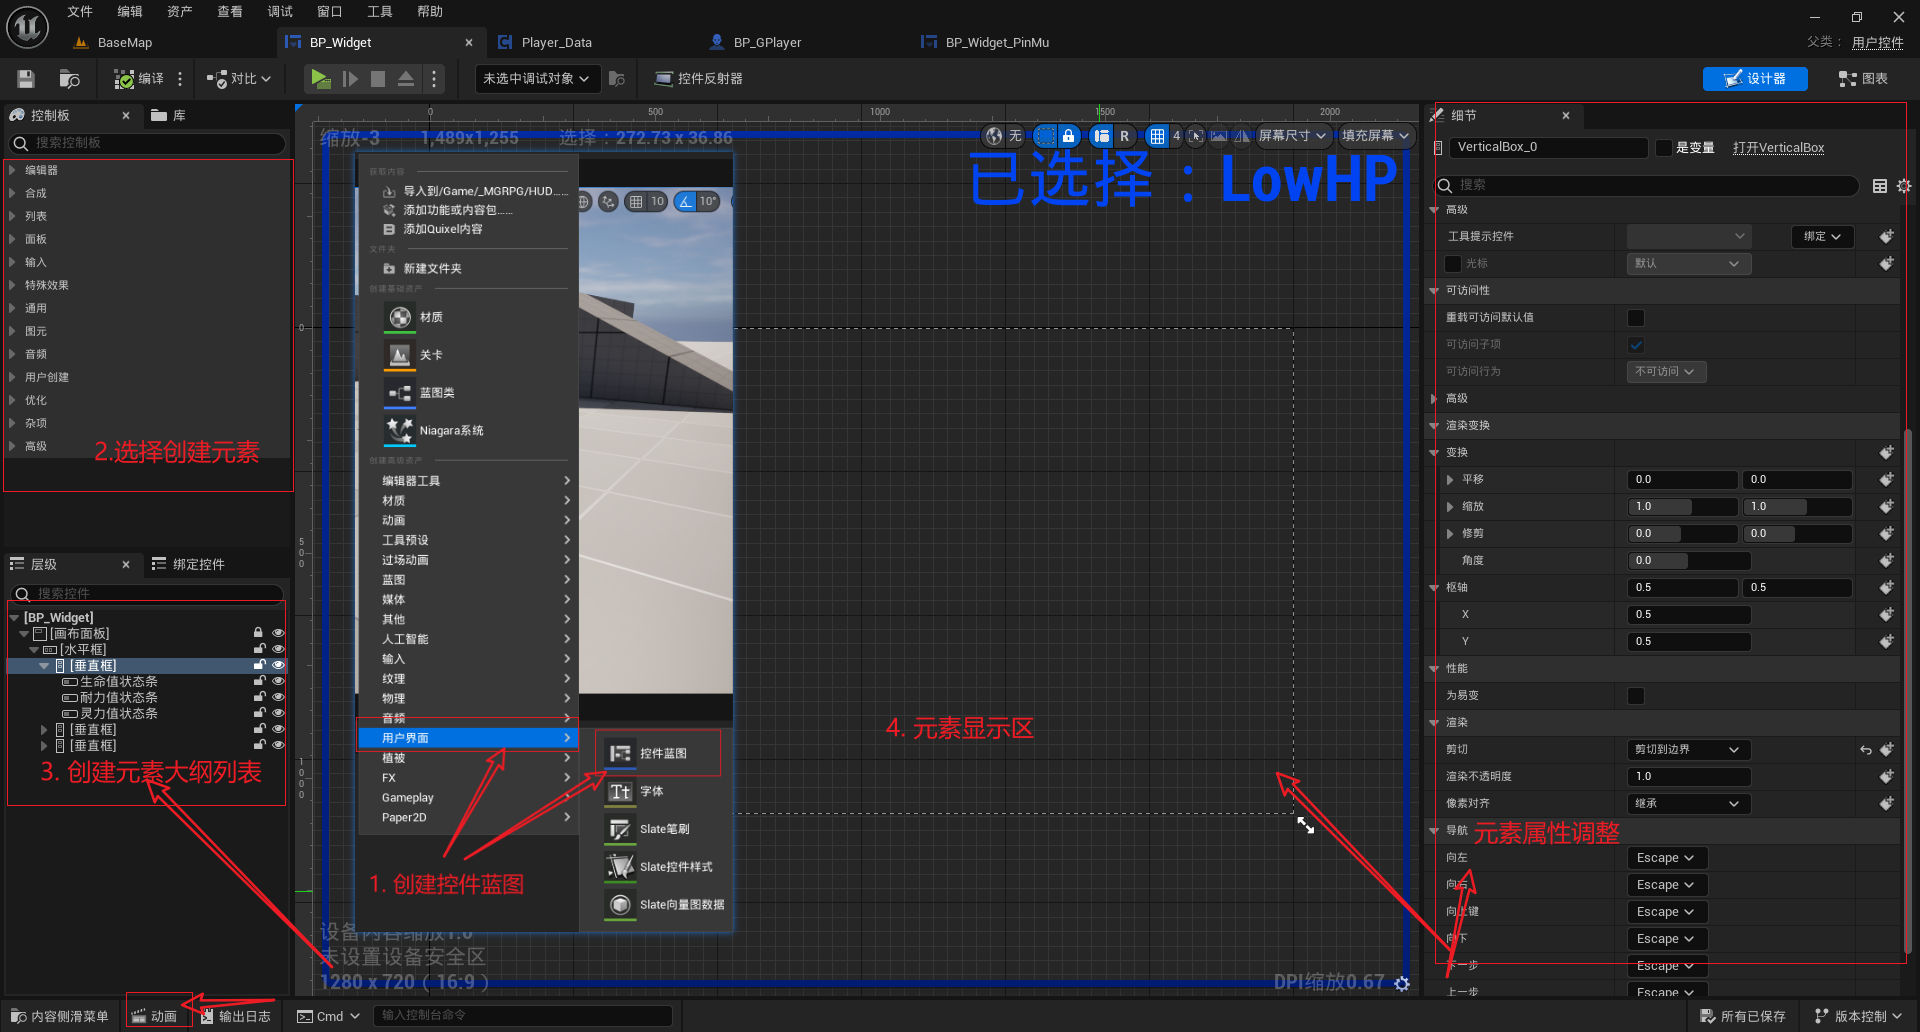 文件 编辑 资产 查看 调试 窗口 工具 帮助
BaseMap BP_Widget Player_Data BP_GPlayer BP_Widget_PinMu
父类： 用户控件
编译 对比 未选中调试对象 控件反射器 设计器 图表
控制板 库
搜索控制板
编辑器
合成
列表
面板
输入
特殊效果
通用
图元
音频
用户创建
优化
杂项
高级
2.选择创建元素
层级 绑定控件
搜索控件
[BP_Widget]
[画布面板]
[水平框]
[垂直框]
生命值状态条
耐力值状态条
灵力值状态条
[垂直框]
[垂直框]
3. 创建元素大纲列表
0 500 1000 1500 2000
缩放-3 1,489x1,255 选择：272.73 x 36.86
无 R 4 屏幕尺寸 填充屏幕
已选择：LowHP
0
500
1000
获取内容
导入到/Game/_MGRPG/HUD......
添加功能或内容包......
添加Quixel内容
10 10°
文件夹
新建文件夹
创建基础资产
材质
关卡
蓝图类
Niagara系统
创建高级资产
编辑器工具
材质
动画
工具预设
过场动画
蓝图
媒体
其他
人工智能
输入
纹理
物理
音频
用户界面
植被
FX
Gameplay
Paper2D
控件蓝图
字体
Slate笔刷
Slate控件样式
Slate向量图数据
1. 创建控件蓝图
4. 元素显示区
设备内容缩放1.0
未设置设备安全区
1280 x 720（16:9）
DPI缩放0.67
细节
VerticalBox_0 是变量 打开VerticalBox
搜索
高级
工具提示控件 绑定
光标 默认
可访问性
重载可访问默认值
可访问子项
可访问行为 不可访问
高级
渲染变换
变换
平移 0.0 0.0
缩放 1.0 1.0
修剪 0.0 0.0
角度 0.0
枢轴 0.5 0.5
X 0.5
Y 0.5
性能
为易变
渲染
剪切 剪切到边界
渲染不透明度 1.0
像素对齐 继承
导航
元素属性调整
向左 Escape
向右 Escape
向上键 Escape
向下 Escape
下一步 Escape
上一步 Escape
内容侧滑菜单 动画 输出日志 Cmd 输入控制台命令 所有已保存 版本控制